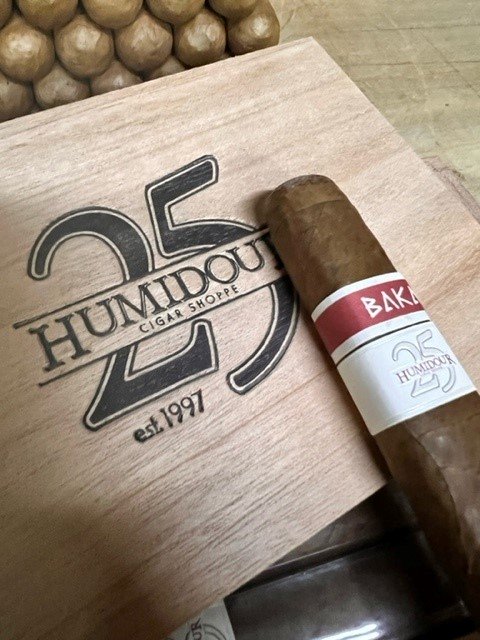 25
HUMIDOUR
CIGAR SHOPPE
est. 1997
BAKA
25
HUMIDOUR